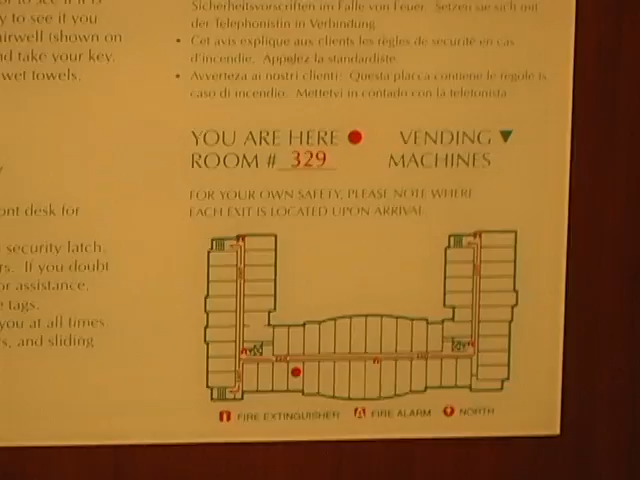 y to see if you
airwell (shown on
nd take your key.
wet towels,
ont desk for
security latch,
rs. If you doubt
or assistance,
e tags.
you at all times.
s, and sliding
Sicherheitsvorschriften im Falle von Feuer. Setzen sie sich mit
der Telephonistin in Verbindung.
• Cet avis explique aux clients les règles de securité en cas
d'incendie. Appelez la standardiste.
• Avverteza ai nostri clienti: Questa placca contiene le regole is
caso di incendio. Mettetvi in contado con la teletonista.
YOU ARE HERE
ROOM # 329
VENDING
MACHINES
FOR YOUR OWN SAFETY, PLEASE NOTE WHERE
EACH EXIT IS LOCATED UPON ARRIVAL
FIRE EXTINGUISHER FIRE ALARM NORTH